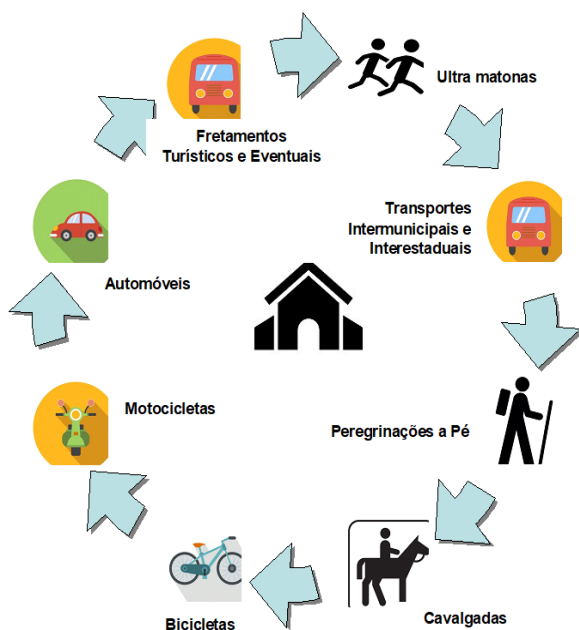 Ultra matonas
Fretamentos
Turísticos e Eventuais
Transportes
Intermunicipais e
Interestaduais
Automóveis
Motocicletas
Peregrinações a Pé
Bicicletas
Cavalgadas